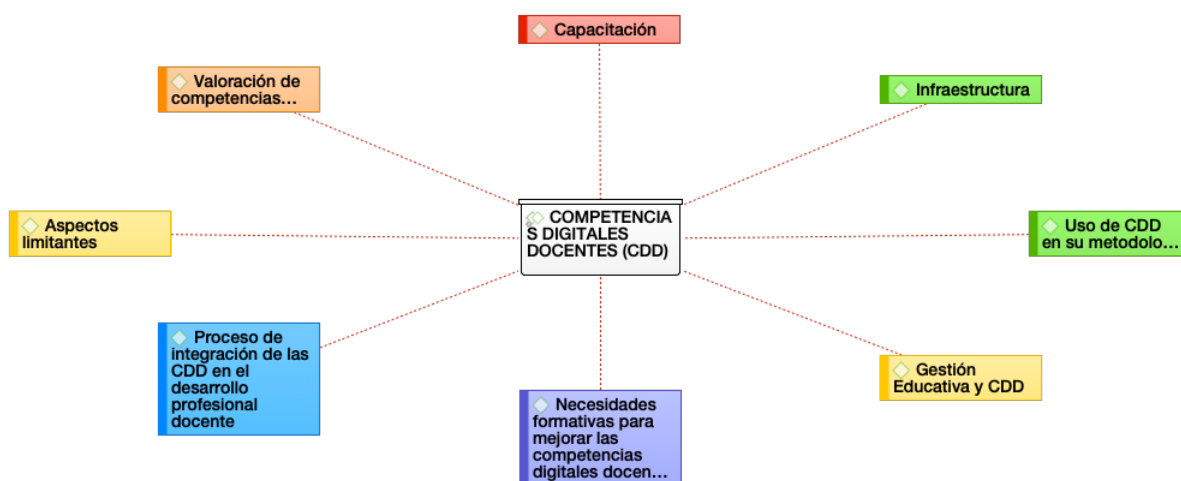 Capacitación
Valoración de
competencias...
Infraestructura
COMPETENCIA
S DIGITALES
DOCENTES (CDD)
Aspectos
limitantes
Uso de CDD
en su metodolo...
Proceso de
integración de las
CDD en el
desarrollo
profesional
docente
Gestión
Educativa y CDD
Necesidades
formativas para
mejorar las
competencias
digitales docen...